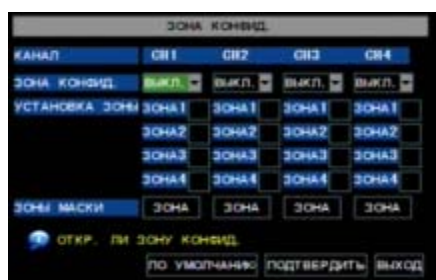 ЗОНА КОНФИД.
КАНАЛ CH1 CH2 CH3 CH4
ЗОНА КОНФИД. ВЫКЛ. ВЫКЛ. ВЫКЛ. ВЫКЛ.
УСТАНОВКА ЗОНЫ ЗОНА1 ЗОНА1 ЗОНА1 ЗОНА1
ЗОНА2 ЗОНА2 ЗОНА2 ЗОНА2
ЗОНА3 ЗОНА3 ЗОНА3 ЗОНА3
ЗОНА4 ЗОНА4 ЗОНА4 ЗОНА4
ЗОНЫ МАСКИ ЗОНА ЗОНА ЗОНА ЗОНА
ОТКР. ЛИ ЗОНУ КОНФИД.
ПО УМОЛЧАНИЮ ПОДТВЕРДИТЬ ВЫХОД